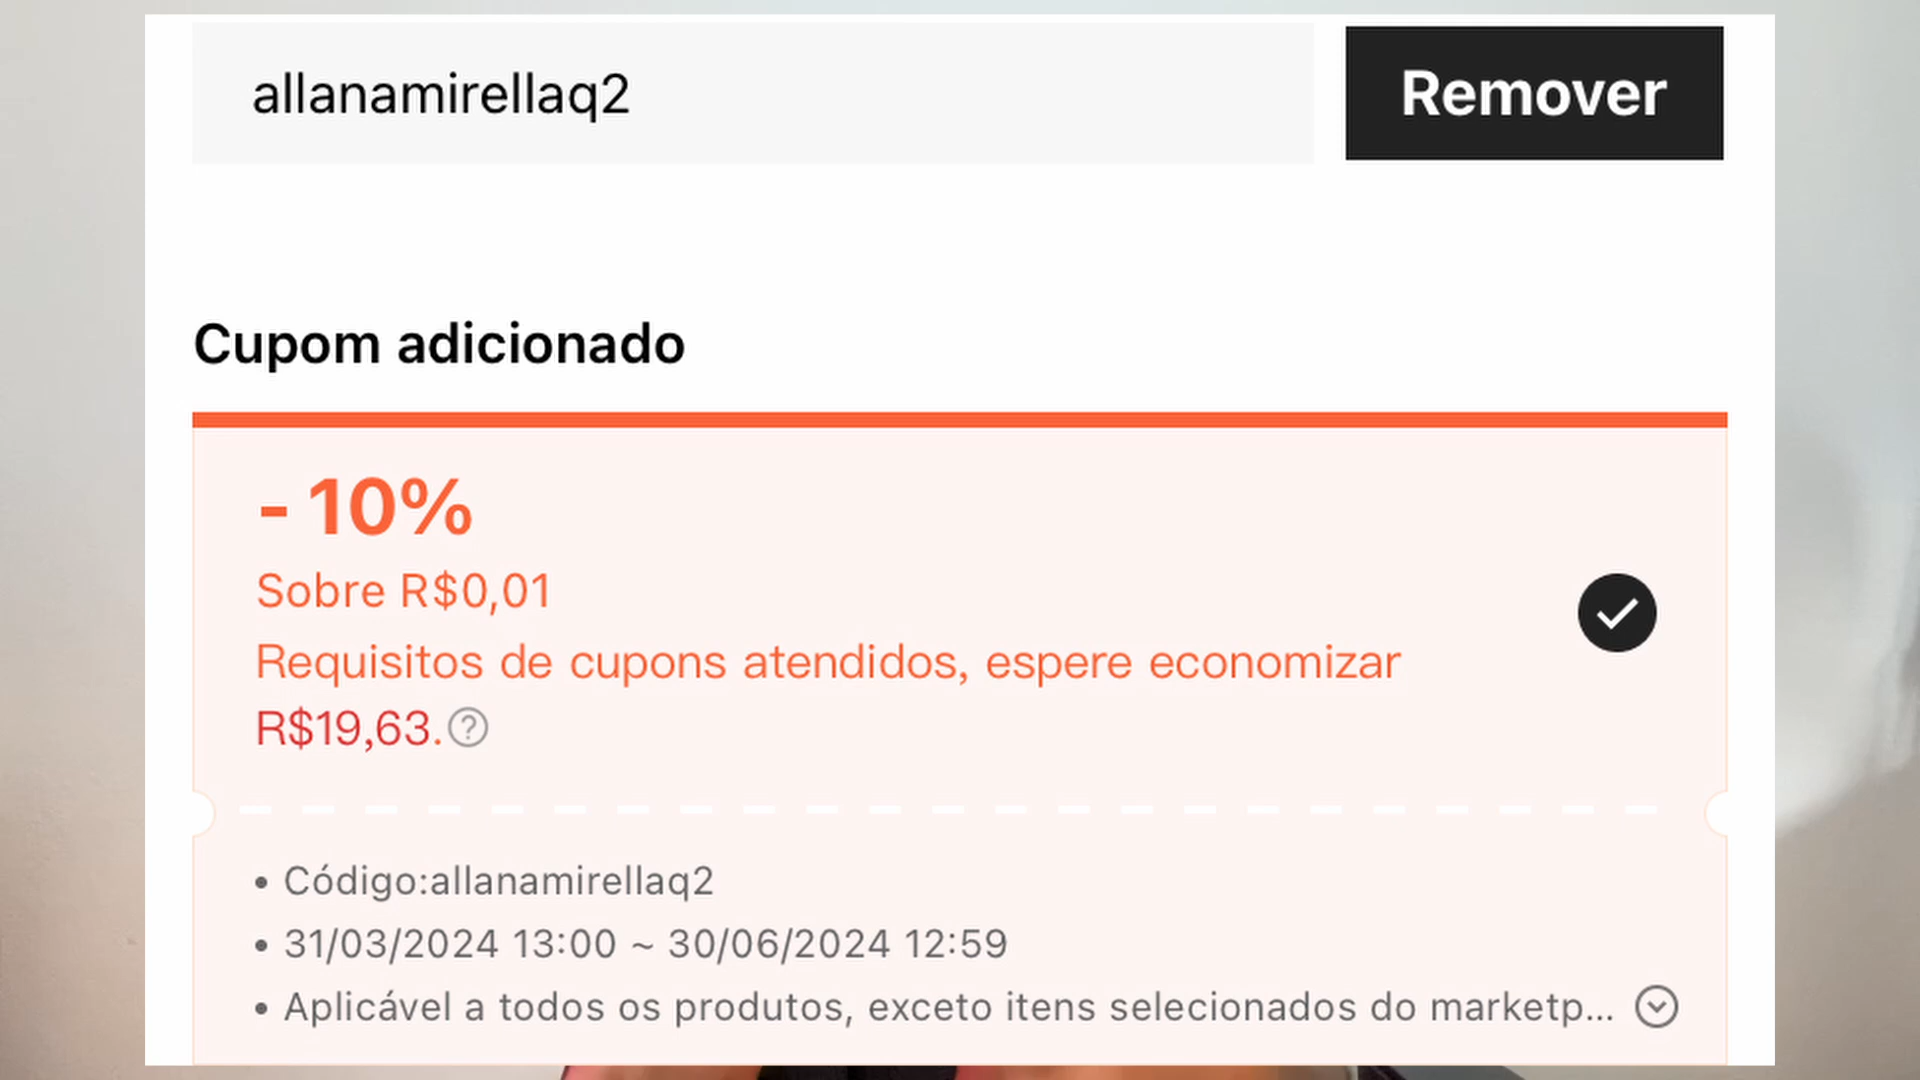 allanamirellaq2
Remover
Cupom adicionado
- 10%
Sobre R$0,01
Requisitos de cupons atendidos, espere economizar
R$19,63.
• Código:allanamirellaq2
• 31/03/2024 13:00 ~ 30/06/2024 12:59
• Aplicável a todos os produtos, exceto itens selecionados do marketp...